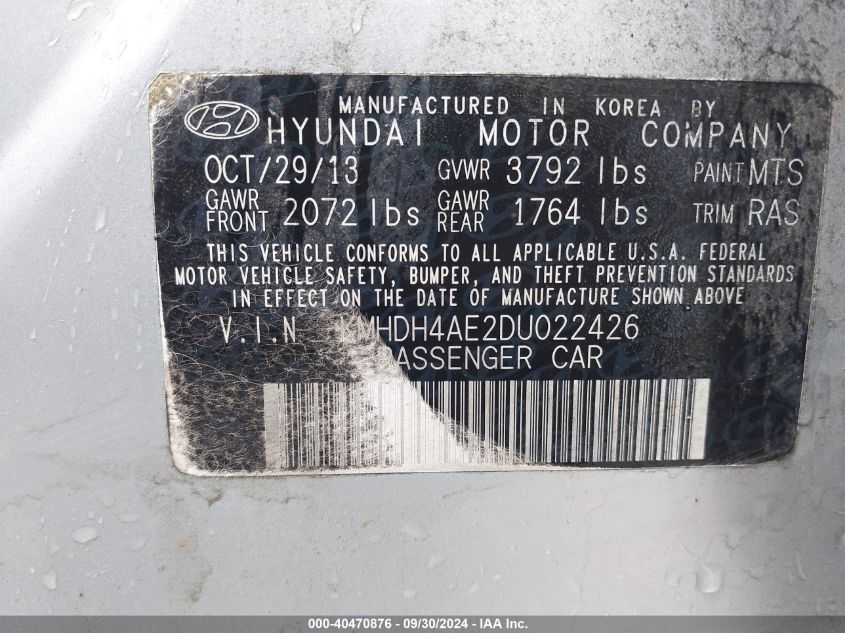 MANUFACTURED IN KOREA BY
HYUNDAI MOTOR COMPANY
OCT/29/13 GVWR 3792 lbs PAINT MTS
GAWR FRONT 2072 lbs GAWR REAR 1764 lbs TRIM RAS
THIS VEHICLE CONFORMS TO ALL APPLICABLE U.S.A. FEDERAL
MOTOR VEHICLE SAFETY, BUMPER, AND THEFT PREVENTION STANDARDS
IN EFFECT ON THE DATE OF MANUFACTURE SHOWN ABOVE
V.I.N KMHDH4AE2DU022426
PASSENGER CAR
000-40470876 - 09/30/2024 - IAA Inc.